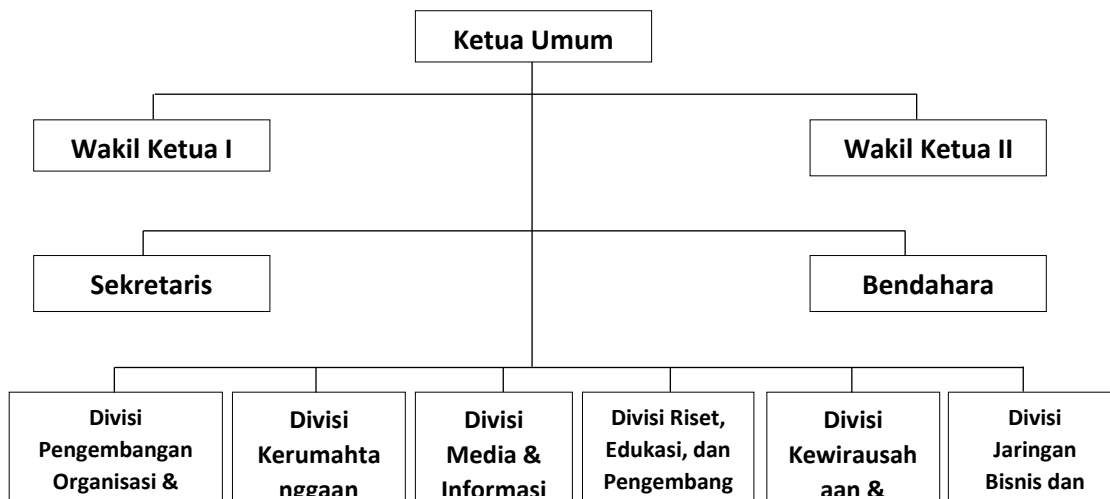 Ketua Umum
Wakil Ketua I
Wakil Ketua II
Sekretaris
Bendahara
Divisi
Pengembangan
Organisasi &
Divisi
Kerumahta
nggaan
Divisi
Media &
Informasi
Divisi Riset,
Edukasi, dan
Pengembang
Divisi
Kewirausah
aan &
Divisi
Jaringan
Bisnis dan